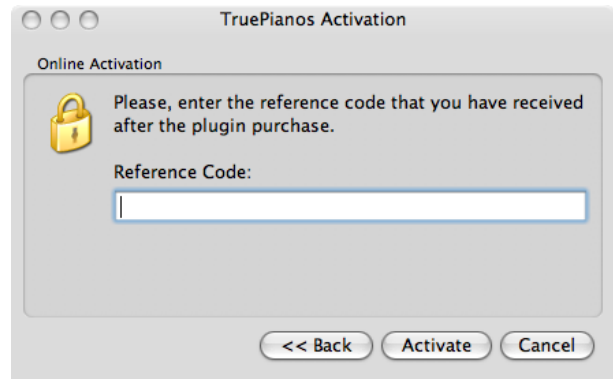 TruePianos Activation
Online Activation
Please, enter the reference code that you have received
after the plugin purchase.
Reference Code:
<< Back Activate Cancel